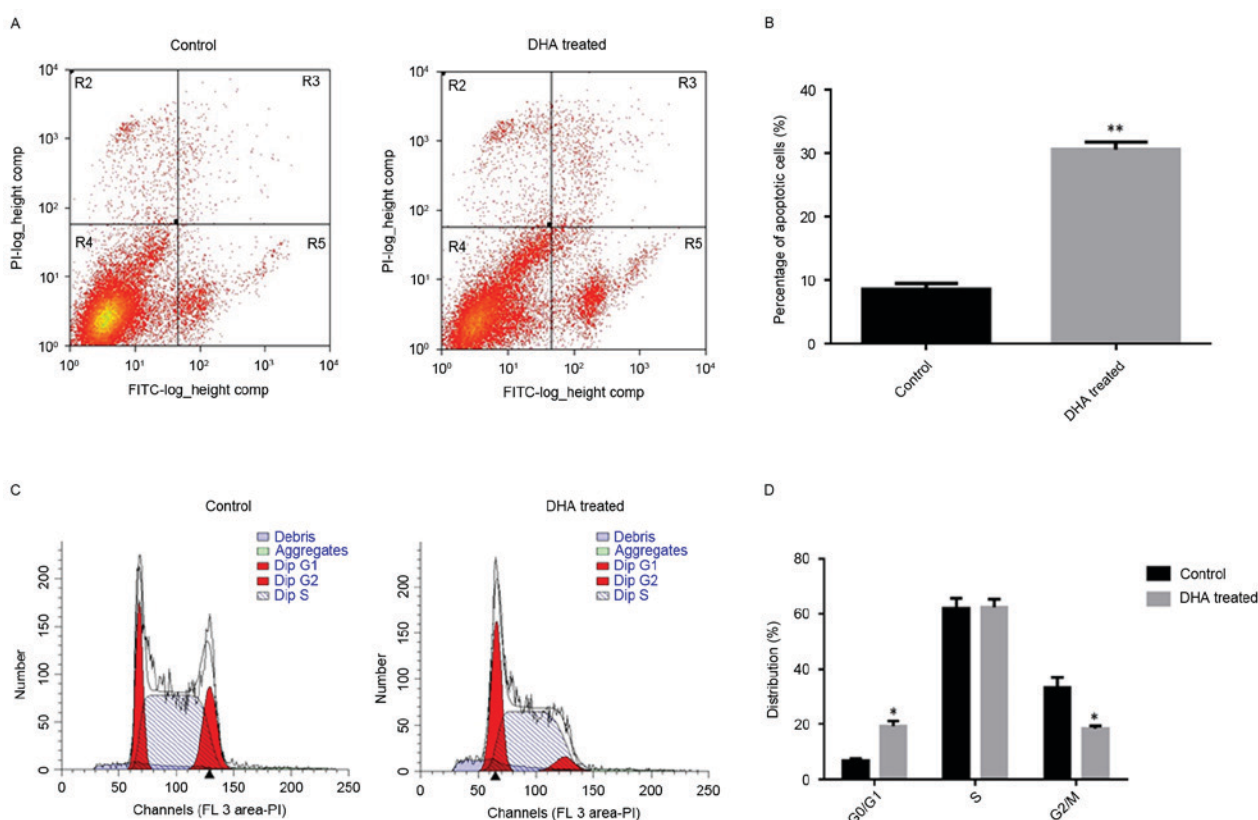 A
Control
DHA treated
B
10⁴
10³
10²
10¹
10⁰
R2
R3
R4
R5
PI-log_height comp
10⁰ 10¹ 10² 10³ 10⁴
FITC-log_height comp
10⁴
10³
10²
10¹
10⁰
R2
R3
R4
R5
PI-log_height comp
10⁰ 10¹ 10² 10³ 10⁴
FITC-log_height comp
Percentage of apoptotic cells (%)
40
30
20
10
0
**
Control
DHA treated
C
Control
DHA treated
D
Debris
Aggregates
Dip G1
Dip G2
Dip S
Number
200
150
100
50
0
0 50 100 150 200 250
Channels (FL 3 area-PI)
Debris
Aggregates
Dip G1
Dip G2
Dip S
Number
200
150
100
50
0
0 50 100 150 200 250
Channels (FL 3 area-PI)
Distribution (%)
80
60
40
20
0
*
*
Control
DHA treated
G0/G1
S
G2/M